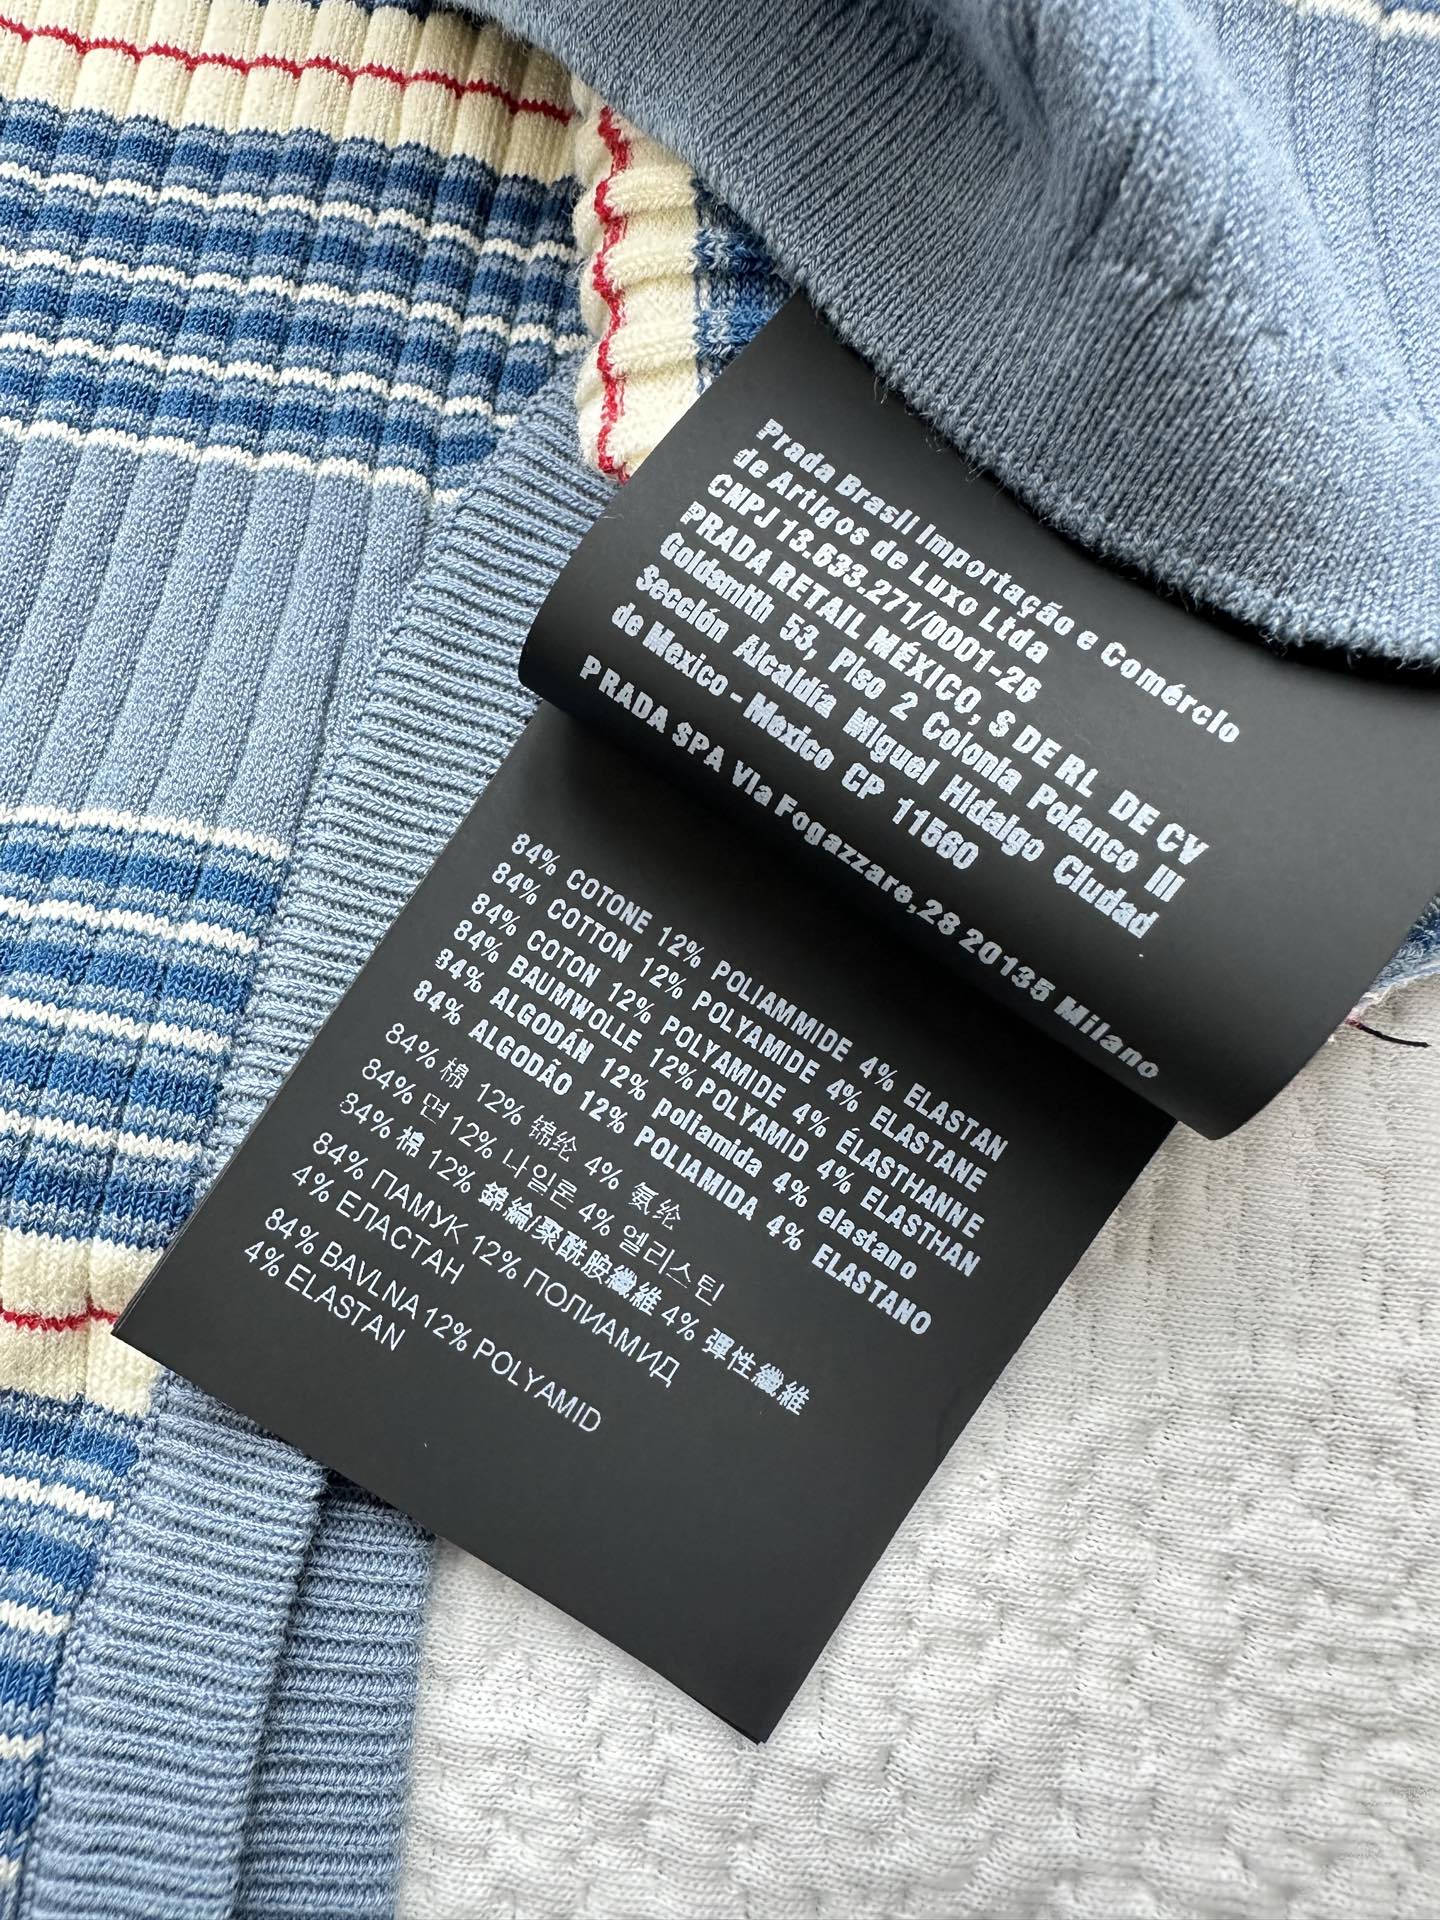 Prada Brasil Importação e Comércio
de Artigos de Luxo Ltda
CNPJ 13.633.271/0001-26
PRADA RETAIL MÉXICO, S DE RL DE CV
Goldsmith 53, Piso 2 Colonia Polanco III
Sección Alcaldía Miguel Hidalgo Ciudad
de Mexico - Mexico CP 11560
PRADA SPA Via Fogazzaro,28 20135 Milano
84% COTONE 12% POLIAMMIDE 4% ELASTAN
84% COTTON 12% POLYAMIDE 4% ELASTANE
84% COTON 12% POLYAMIDE 4% ÉLASTHANNE
84% BAUMWOLLE 12% POLYAMID 4% ELASTHAN
84% ALGODÁN 12% poliamida 4% elastano
84% ALGODÃO 12% POLIAMIDA 4% ELASTANO
84% 棉 12% 锦纶 4% 氨纶
84% 면 12% 나일론 4% 엘리스틴
84% 棉 12% 錦綸/聚酰胺纖維 4% 彈性纖維
84% ПАМУК 12% ПОЛИАМИД
4% ЕЛАСТАН
84% BAVLNA 12% POLYAMID
4% ELASTAN